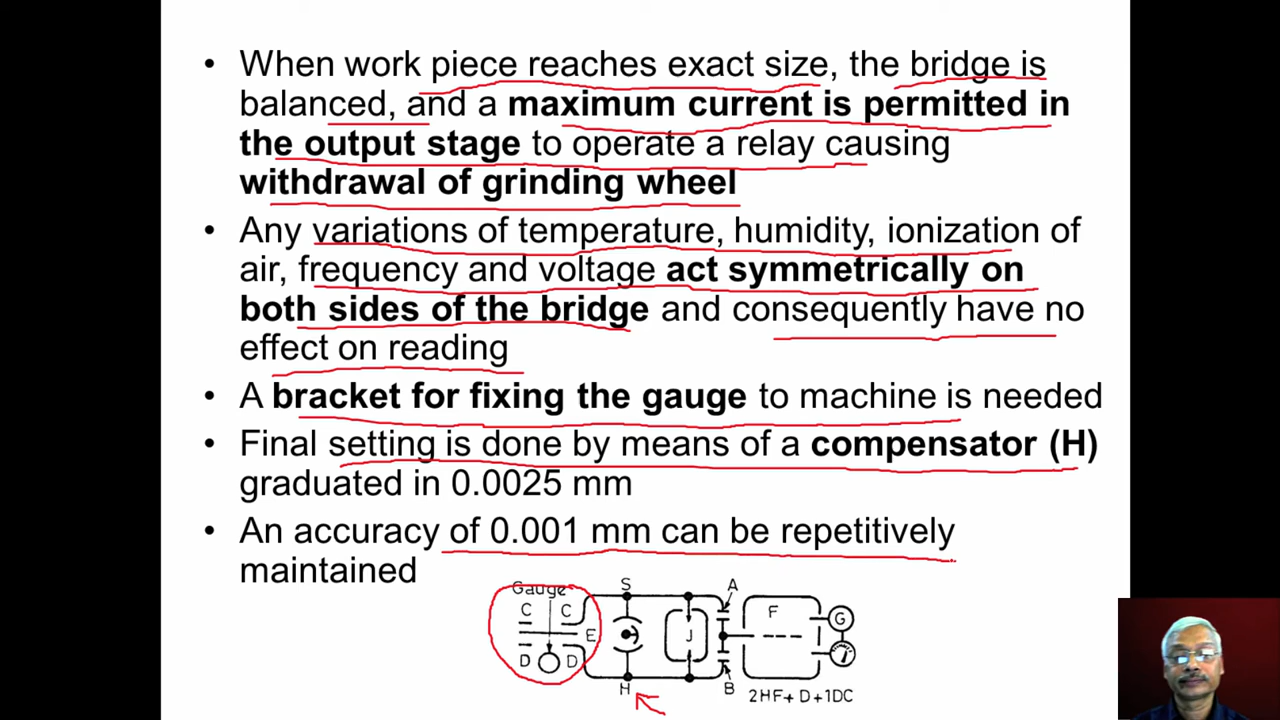 • When work piece reaches exact size, the bridge is
balanced, and a maximum current is permitted in
the output stage to operate a relay causing
withdrawal of grinding wheel
• Any variations of temperature, humidity, ionization of
air, frequency and voltage act symmetrically on
both sides of the bridge and consequently have no
effect on reading
• A bracket for fixing the gauge to machine is needed
• Final setting is done by means of a compensator (H)
graduated in 0.0025 mm
• An accuracy of 0.001 mm can be repetitively
maintained
Gauge S A
C C F G
E J
D D
H B 2HF+D+1DC